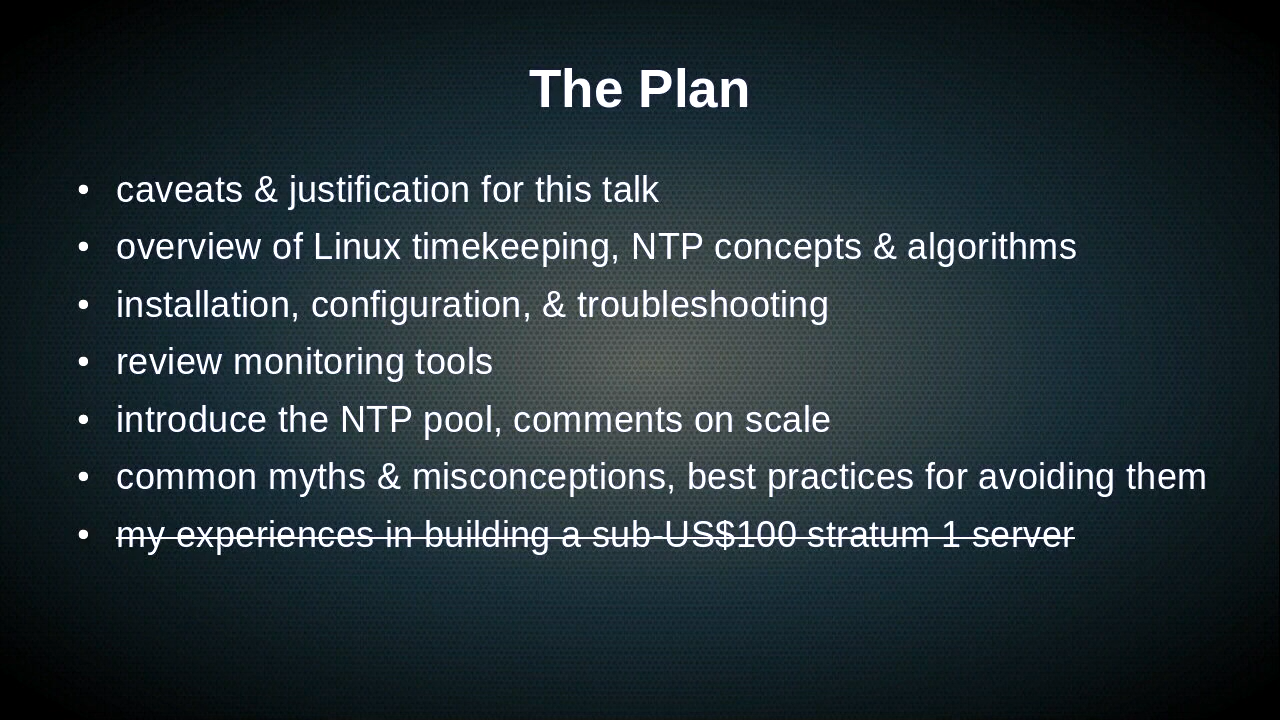 The Plan
• caveats & justification for this talk
• overview of Linux timekeeping, NTP concepts & algorithms
• installation, configuration, & troubleshooting
• review monitoring tools
• introduce the NTP pool, comments on scale
• common myths & misconceptions, best practices for avoiding them
• my experiences in building a sub-US$100 stratum 1 server